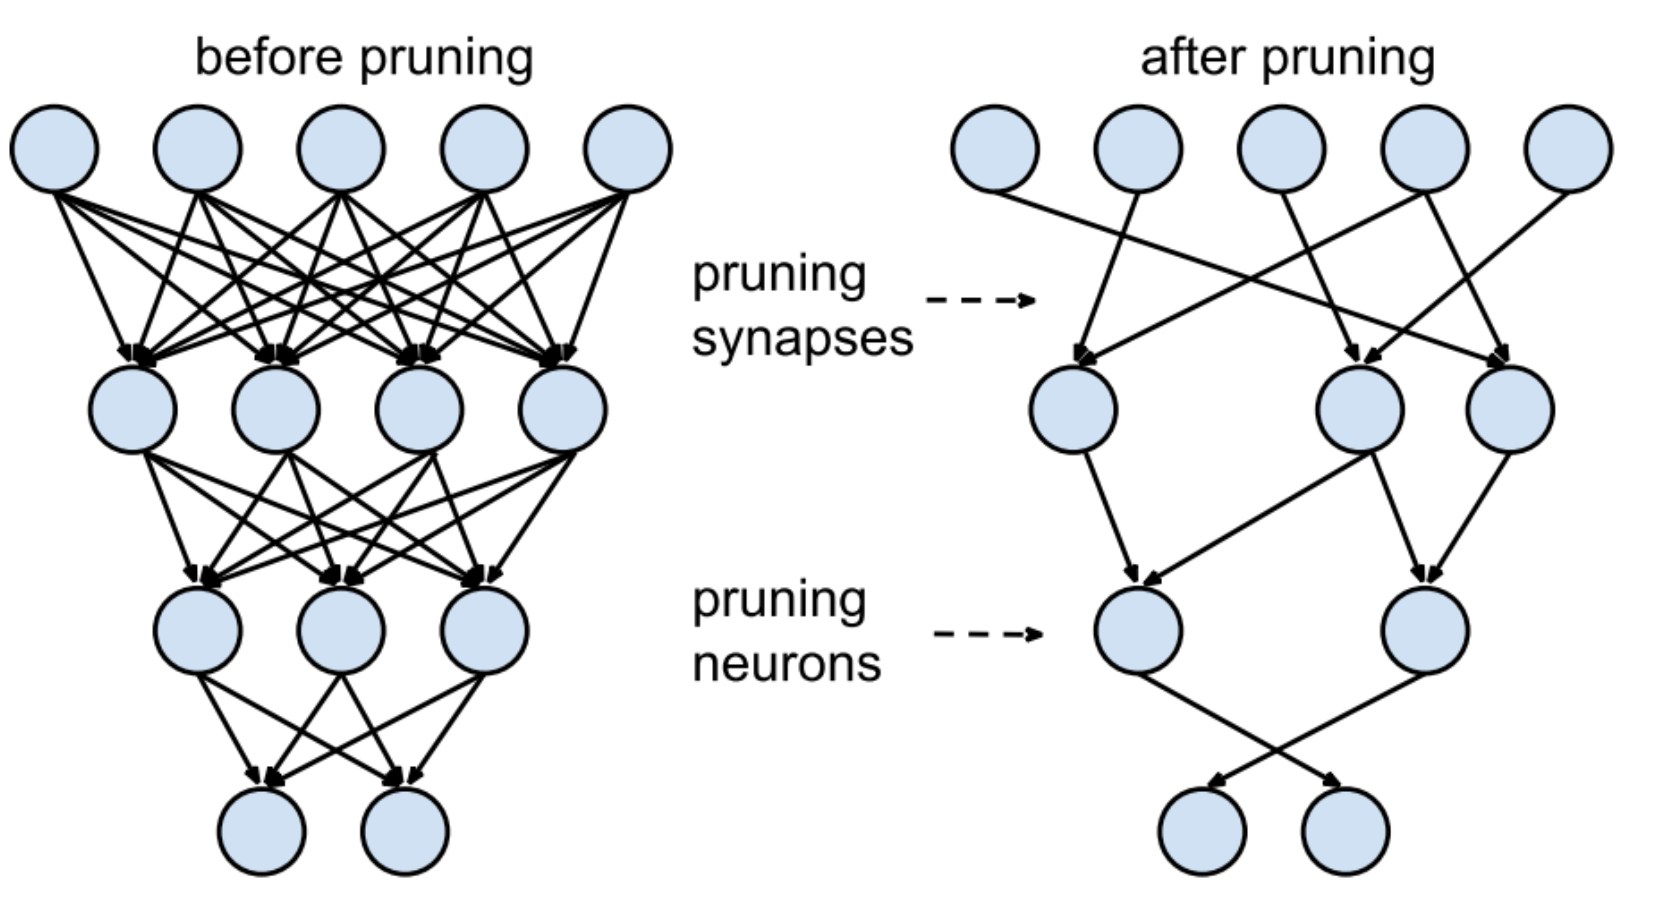 before pruning
after pruning
pruning
synapses
pruning
neurons